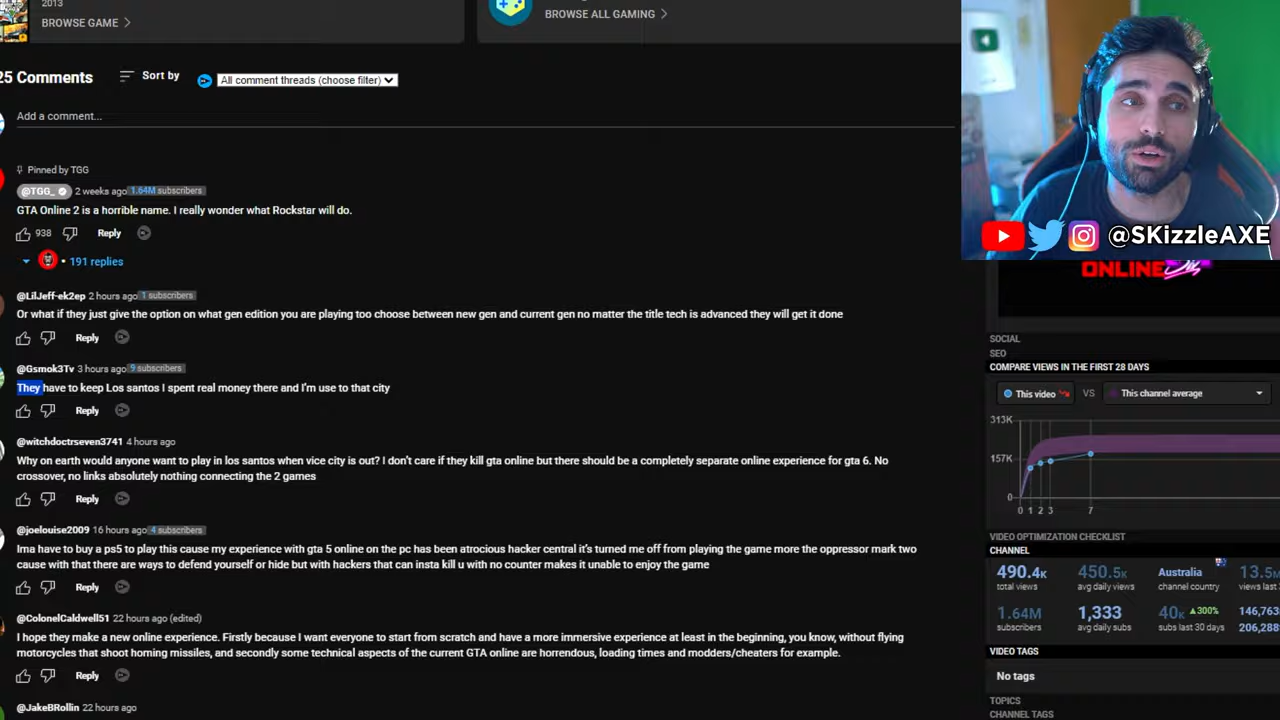 2013
BROWSE GAME
BROWSE ALL GAMING
25 Comments
Sort by
All comment threads (choose filter)
Add a comment...
Pinned by TGG
@TGG_ 2 weeks ago 1.64M subscribers
GTA Online 2 is a horrible name. I really wonder what Rockstar will do.
938 Reply
191 replies
@LilJeff-ek2ep 2 hours ago 1 subscribers
Or what if they just give the option on what gen edition you are playing too choose between new gen and current gen no matter the title tech is advanced they will get it done
Reply
@Gsmok3Tv 3 hours ago 9 subscribers
They have to keep Los santos I spent real money there and I'm use to that city
Reply
@witchdoctrseven3741 4 hours ago
Why on earth would anyone want to play in los santos when vice city is out? I don't care if they kill gta online but there should be a completely separate online experience for gta 6. No
crossover, no links absolutely nothing connecting the 2 games
Reply
@joelouise2009 16 hours ago 4 subscribers
Ima have to buy a ps5 to play this cause my experience with gta 5 online on the pc has been atrocious hacker central it's turned me off from playing the game more the oppressor mark two
cause with that there are ways to defend yourself or hide but with hackers that can insta kill u with no counter makes it unable to enjoy the game
Reply
@ColonelCaldwell51 22 hours ago (edited)
I hope they make a new online experience. Firstly because I want everyone to start from scratch and have a more immersive experience at least in the beginning, you know, without flying
motorcycles that shoot homing missiles, and secondly some technical aspects of the current GTA online are horrendous, loading times and modders/cheaters for example.
Reply
@JakeBRollin 22 hours ago
@SKizzleAXE
ONLINE
SOCIAL
SEO
COMPARE VIEWS IN THE FIRST 28 DAYS
This video VS This channel average
313K
157K
0
0 1 2 3 7
VIDEO OPTIMIZATION CHECKLIST
CHANNEL
490.4K 450.5K Australia 13.5
total views avg daily views channel country views last
1.64M 1,333 40K ▲300% 146,763
subscribers avg daily subs subs last 30 days 206,288
VIDEO TAGS
No tags
TOPICS
CHANNEL TAGS